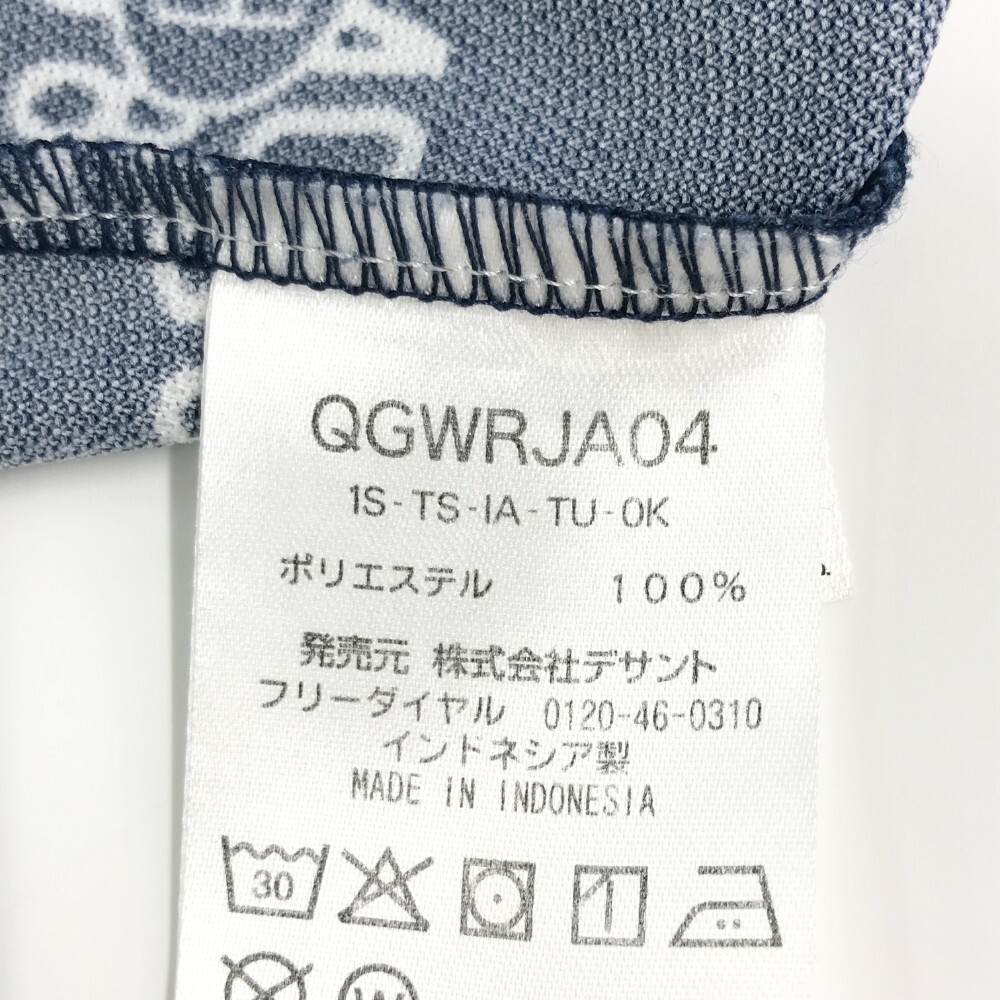 QGWRJA04
1S-TS-IA-TU-0K
ポリエステル 100%
発売元 株式会社デサント
フリーダイヤル 0120-46-0310
インドネシア製
MADE IN INDONESIA
30
W